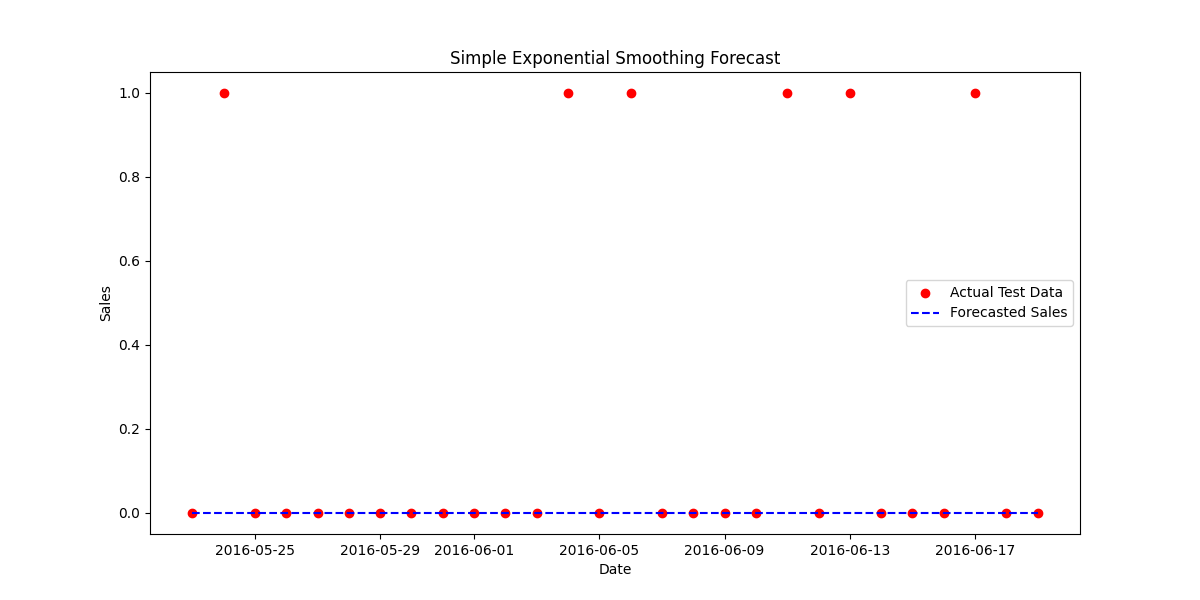 Simple Exponential Smoothing Forecast
1.0
0.8
0.6
0.4
0.2
0.0
Sales
Actual Test Data
Forecasted Sales
2016-05-25 2016-05-29 2016-06-01 2016-06-05 2016-06-09 2016-06-13 2016-06-17
Date